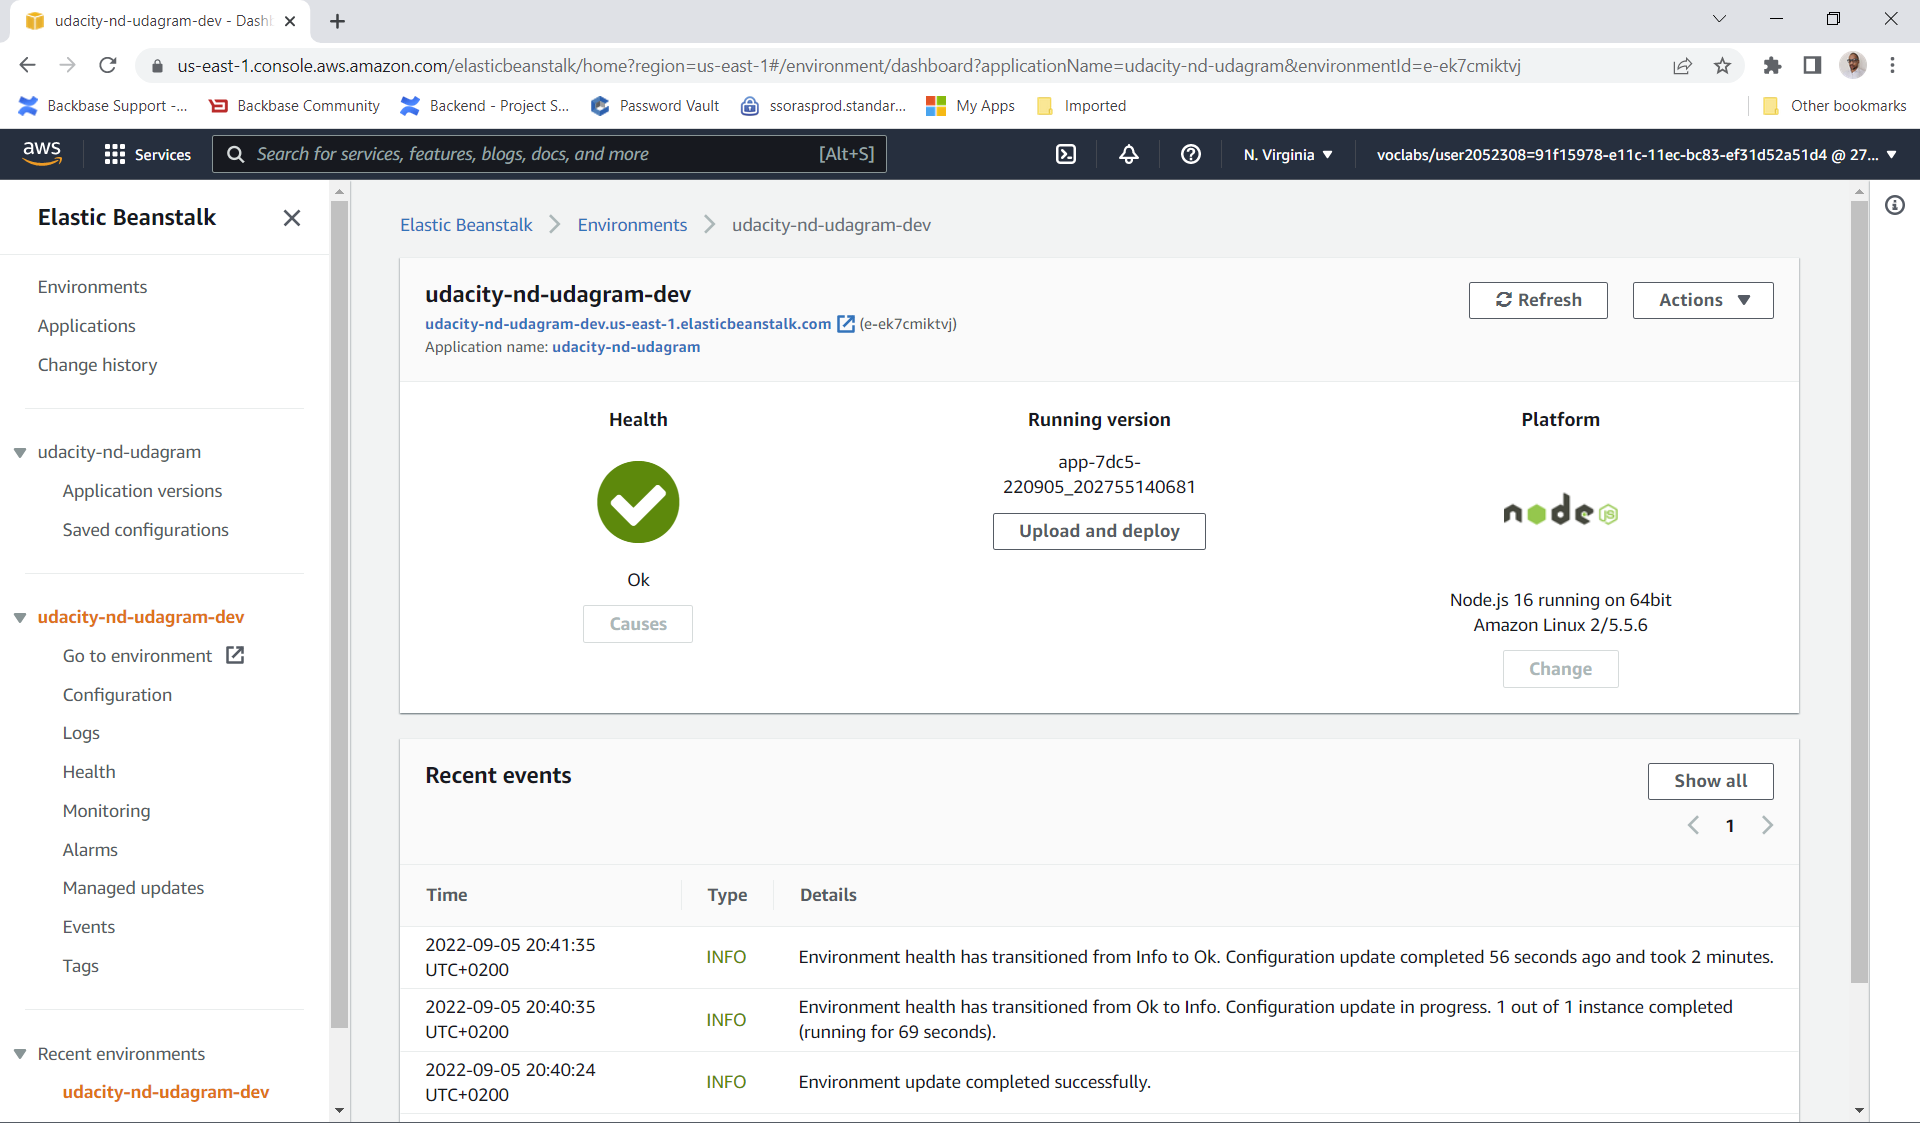 udacity-nd-udagram-dev - Dash
us-east-1.console.aws.amazon.com/elasticbeanstalk/home?region=us-east-1#/environment/dashboard?applicationName=udacity-nd-udagram&environmentId=e-ek7cmiktvj
Backbase Support -... Backbase Community Backend - Project S... Password Vault ssorasprod.standar... My Apps Imported Other bookmarks
aws Services Search for services, features, blogs, docs, and more [Alt+S] N. Virginia voclabs/user2052308=91f15978-e11c-11ec-bc83-ef31d52a51d4 @ 27...
Elastic Beanstalk
Environments
Applications
Change history
udacity-nd-udagram
Application versions
Saved configurations
udacity-nd-udagram-dev
Go to environment
Configuration
Logs
Health
Monitoring
Alarms
Managed updates
Events
Tags
Recent environments
udacity-nd-udagram-dev
Elastic Beanstalk Environments udacity-nd-udagram-dev
udacity-nd-udagram-dev
Refresh Actions
udacity-nd-udagram-dev.us-east-1.elasticbeanstalk.com (e-ek7cmiktvj)
Application name: udacity-nd-udagram
Health
Ok
Causes
Running version
app-7dc5-
220905_202755140681
Upload and deploy
Platform
node JS
Node.js 16 running on 64bit
Amazon Linux 2/5.5.6
Change
Recent events
Show all
1
Time Type Details
2022-09-05 20:41:35
UTC+0200
INFO
Environment health has transitioned from Info to Ok. Configuration update completed 56 seconds ago and took 2 minutes.
2022-09-05 20:40:35
UTC+0200
INFO
Environment health has transitioned from Ok to Info. Configuration update in progress. 1 out of 1 instance completed
(running for 69 seconds).
2022-09-05 20:40:24
UTC+0200
INFO
Environment update completed successfully.